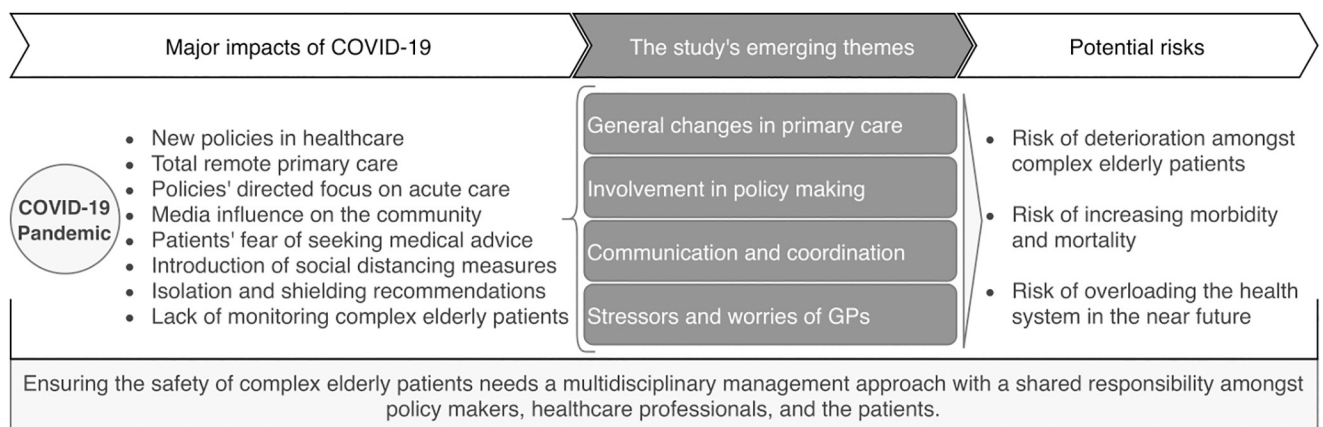 Major impacts of COVID-19
The study's emerging themes
Potential risks
COVID-19
Pandemic
• New policies in healthcare
• Total remote primary care
• Policies' directed focus on acute care
• Media influence on the community
• Patients' fear of seeking medical advice
• Introduction of social distancing measures
• Isolation and shielding recommendations
• Lack of monitoring complex elderly patients
General changes in primary care
Involvement in policy making
Communication and coordination
Stressors and worries of GPs
• Risk of deterioration amongst
complex elderly patients
• Risk of increasing morbidity
and mortality
• Risk of overloading the health
system in the near future
Ensuring the safety of complex elderly patients needs a multidisciplinary management approach with a shared responsibility amongst
policy makers, healthcare professionals, and the patients.